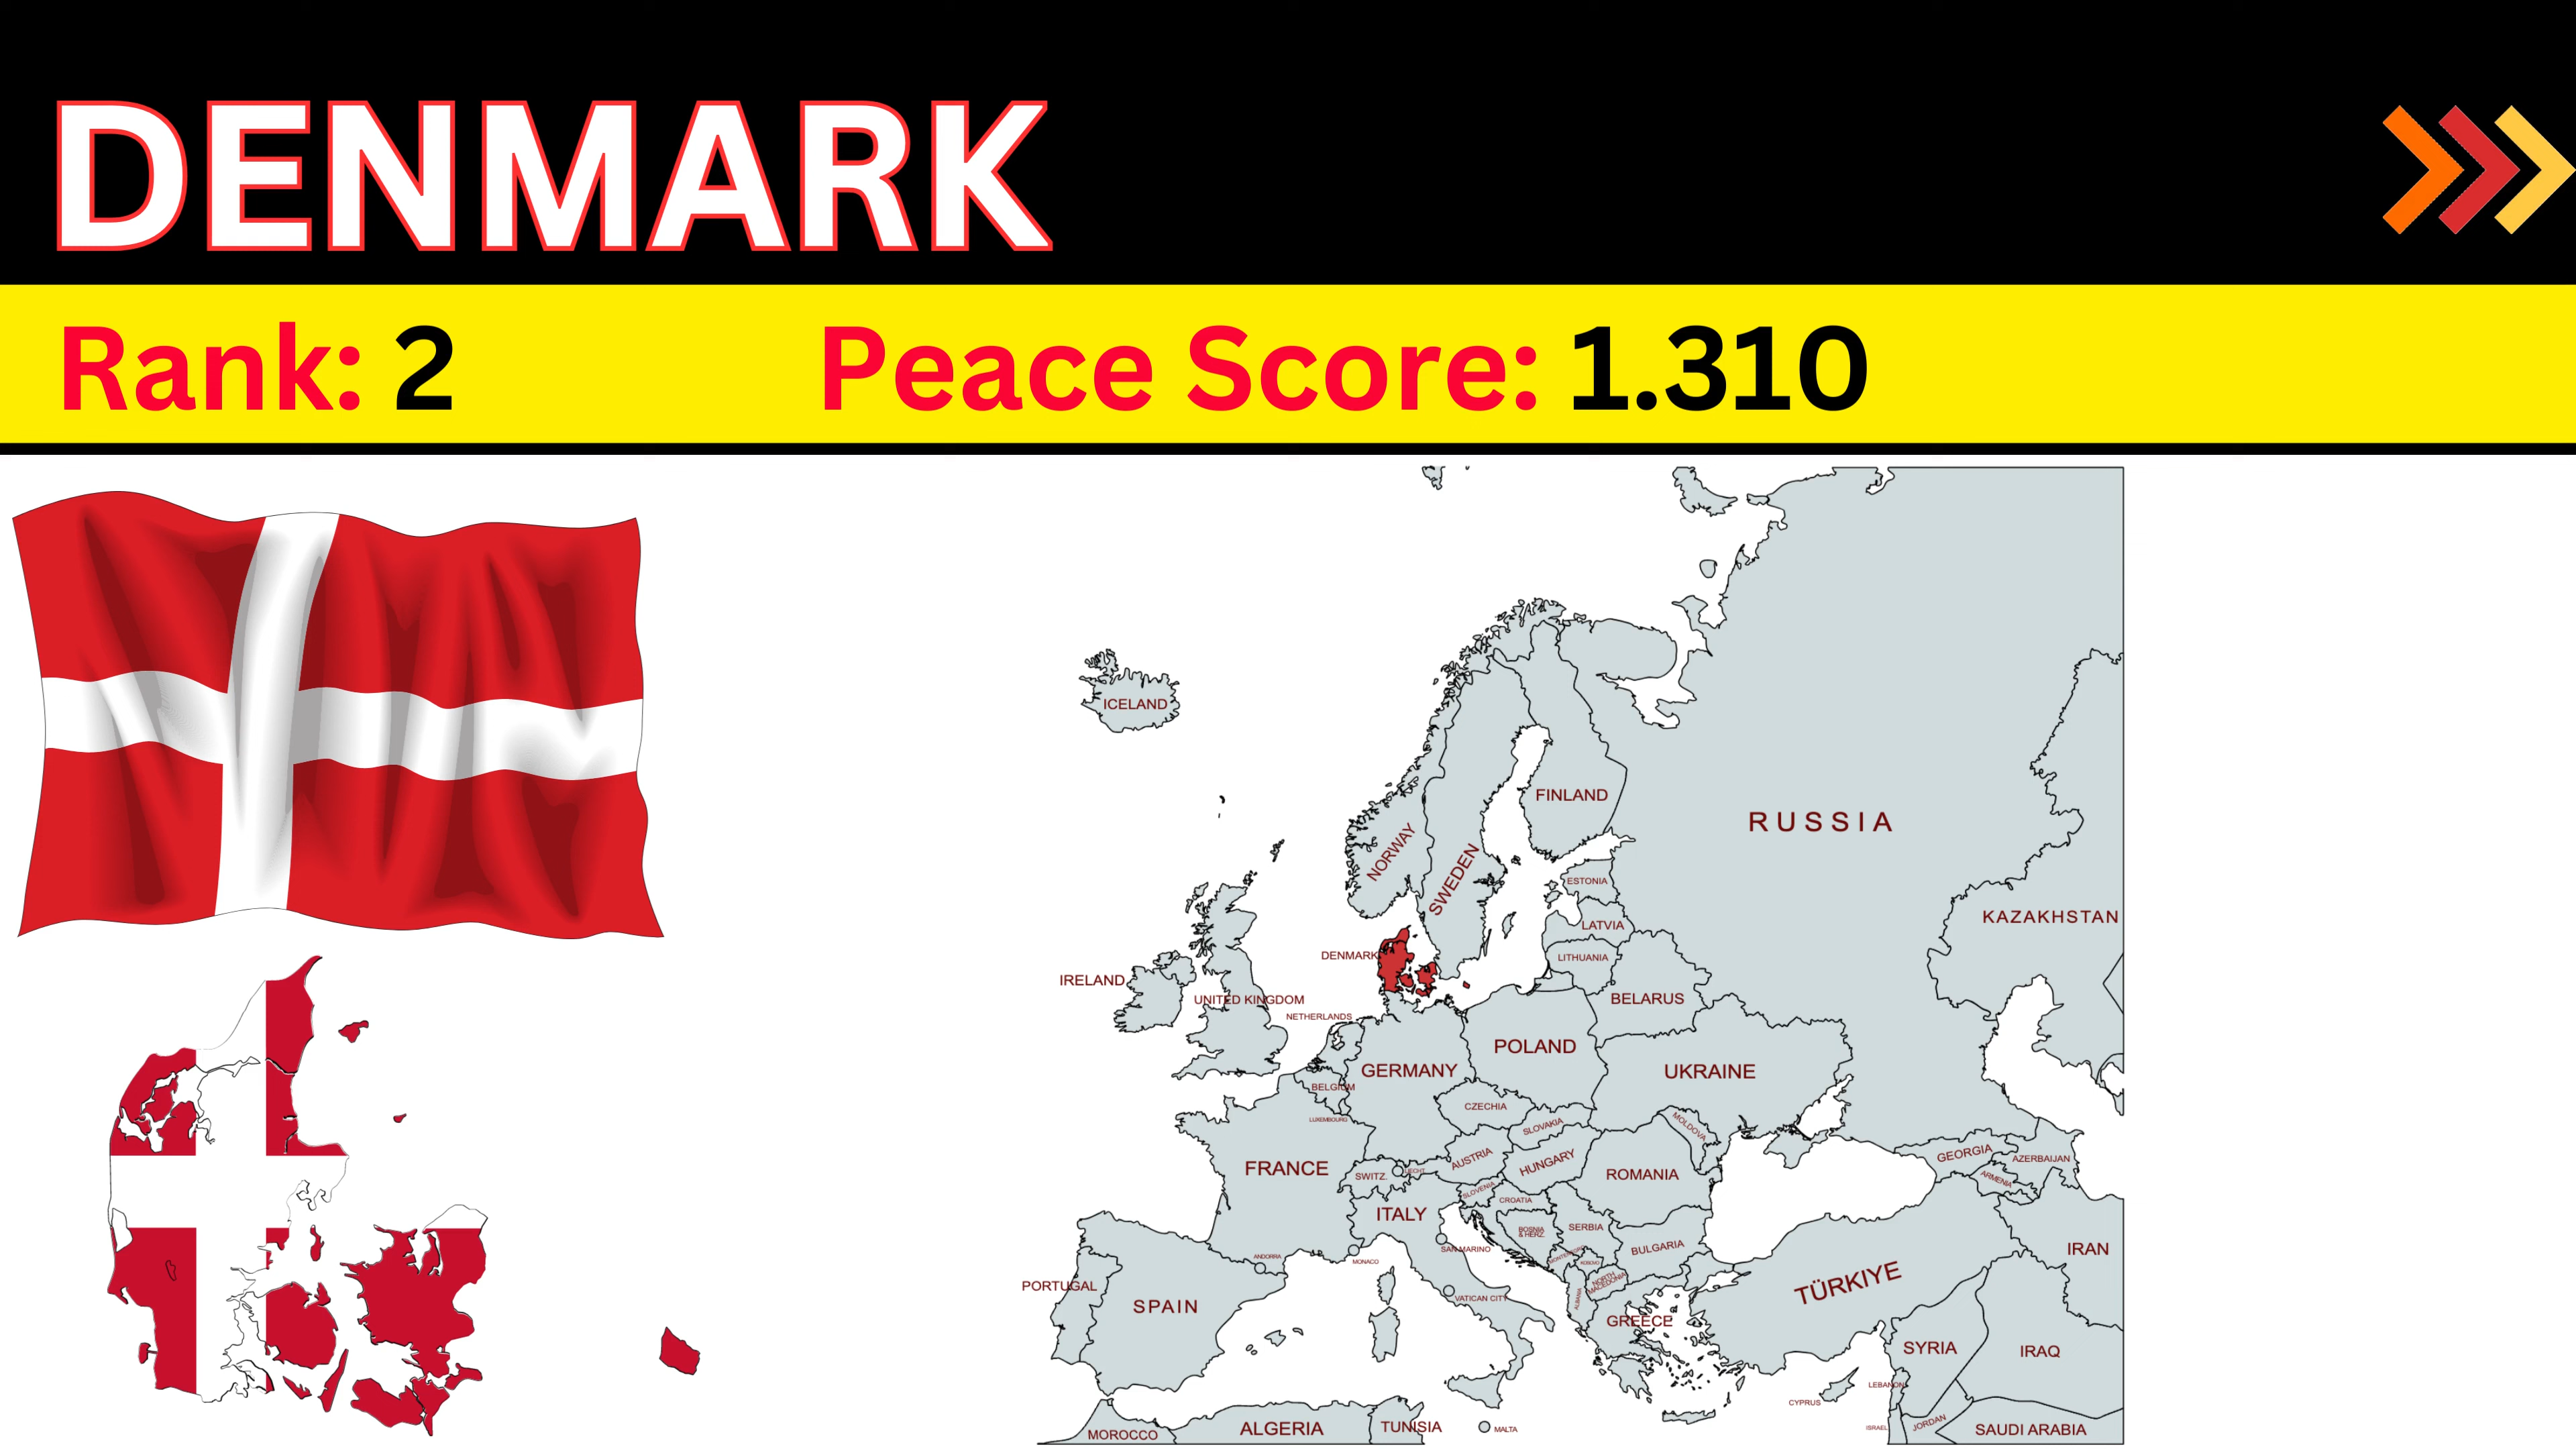 DENMARK
Rank: 2 Peace Score: 1.310
ICELAND
FINLAND
RUSSIA
NORWAY
SWEDEN
ESTONIA
KAZAKHSTAN
LATVIA
DENMARK
LITHUANIA
IRELAND
UNITED KINGDOM
BELARUS
NETHERLANDS
POLAND
GERMANY
UKRAINE
BELGIUM
CZECHIA
LUXEMBOURG
SLOVAKIA
MOLDOVA
FRANCE
SWITZ.
LIECHT.
AUSTRIA
HUNGARY
ROMANIA
GEORGIA
AZERBAIJAN
ARMENIA
SLOVENIA
CROATIA
ITALY
BOSNIA
& HERZ.
SERBIA
SAN MARINO
BULGARIA
IRAN
ANDORRA
MONACO
MONTENEGRO
KOSOVO
NORTH
MACEDONIA
PORTUGAL
SPAIN
VATICAN CITY
ALBANIA
TÜRKIYE
GREECE
SYRIA
IRAQ
LEBANON
CYPRUS
MOROCCO
ALGERIA
TUNISIA
MALTA
ISRAEL
JORDAN
SAUDI ARABIA